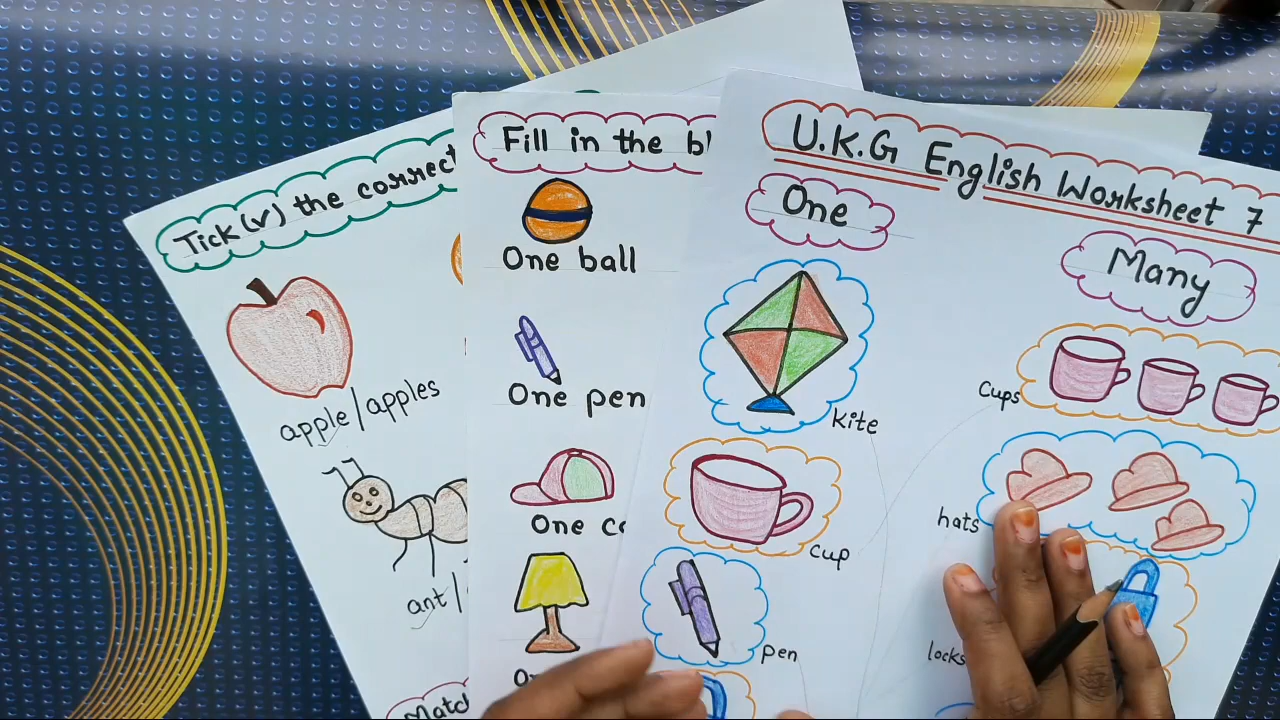 Tick (v) the correct
apple/apples
ant/
Matc
Fill in the bl
One ball
One pen
One c
U.K.G English Worksheet 7
One
Many
kite
Cups
Cup
hats
pen
locks